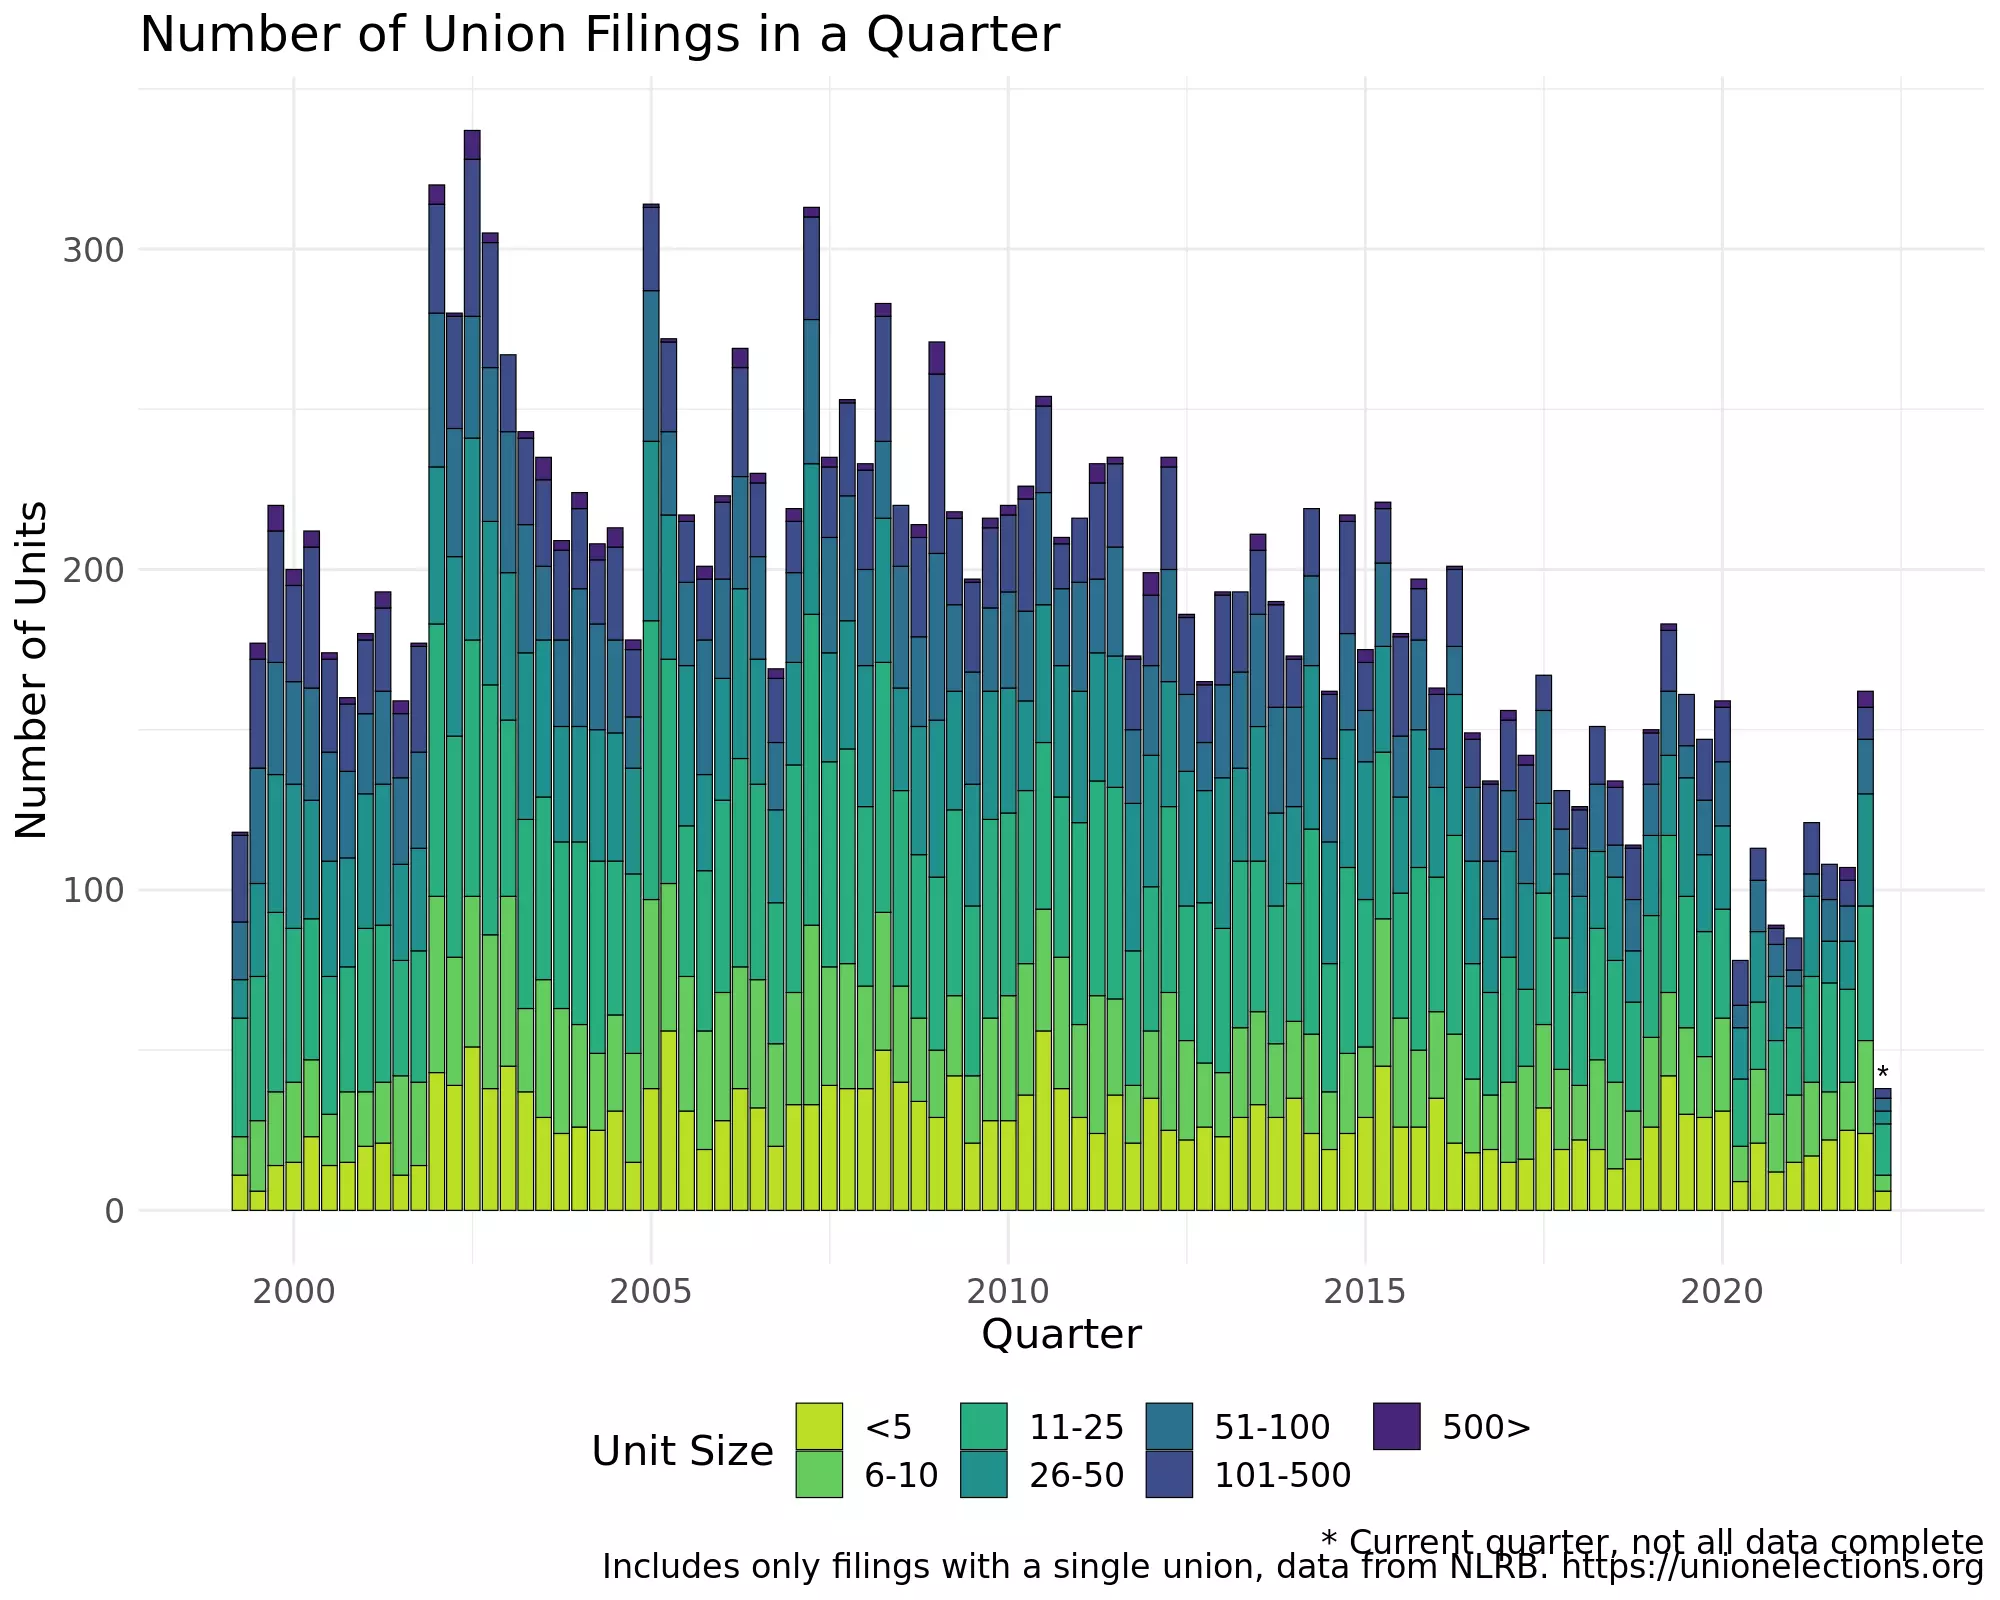 Number of Union Filings in a Quarter
Number of Units
300
200
100
0
*
2000 2005 2010 2015 2020
Quarter
Unit Size
<5 11-25 51-100 500>
6-10 26-50 101-500
* Current quarter, not all data complete
Includes only filings with a single union, data from NLRB. https://unionelections.org